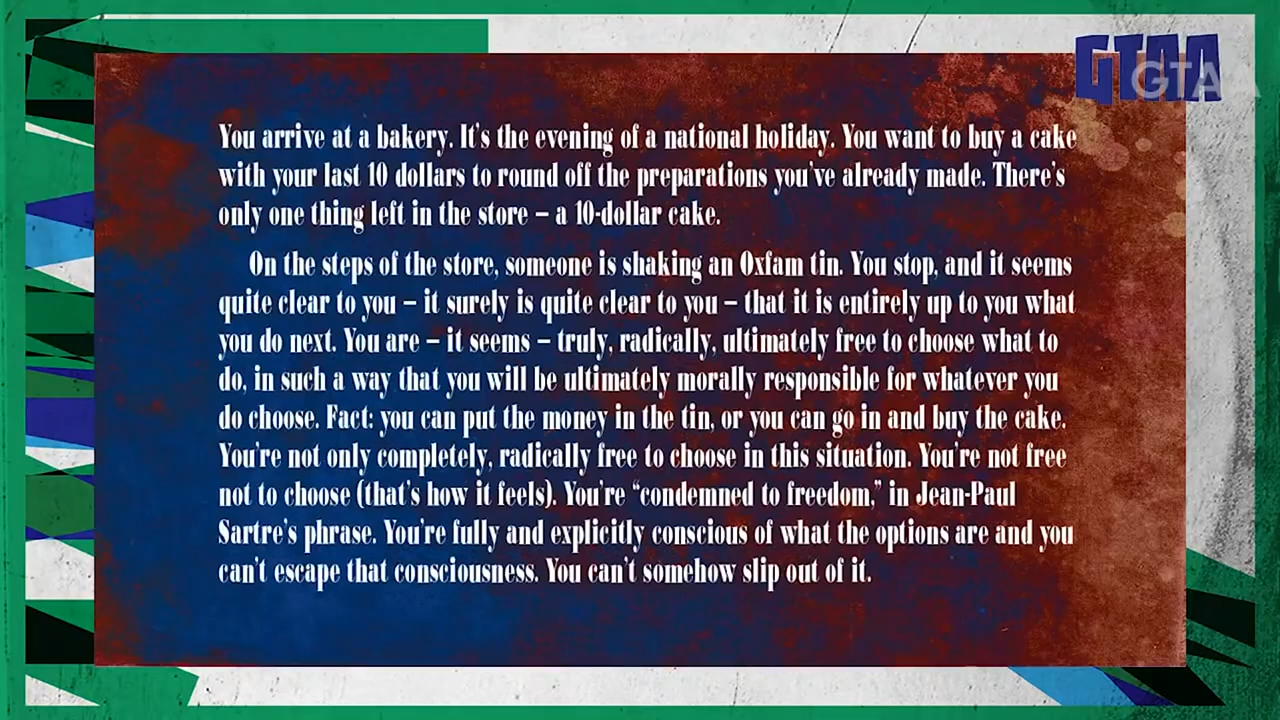 GTAA
GTA
You arrive at a bakery. It's the evening of a national holiday. You want to buy a cake
with your last 10 dollars to round off the preparations you've already made. There's
only one thing left in the store – a 10-dollar cake.
On the steps of the store, someone is shaking an Oxfam tin. You stop, and it seems
quite clear to you – it surely is quite clear to you – that it is entirely up to you what
you do next. You are – it seems – truly, radically, ultimately free to choose what to
do, in such a way that you will be ultimately morally responsible for whatever you
do choose. Fact: you can put the money in the tin, or you can go in and buy the cake.
You're not only completely, radically free to choose in this situation. You're not free
not to choose (that's how it feels). You're “condemned to freedom,” in Jean-Paul
Sartre's phrase. You're fully and explicitly conscious of what the options are and you
can't escape that consciousness. You can't somehow slip out of it.